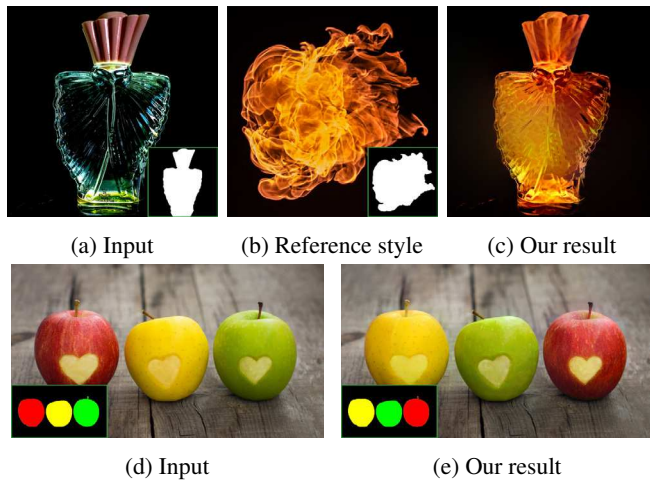 (a) Input
(b) Reference style
(c) Our result
(d) Input
(e) Our result